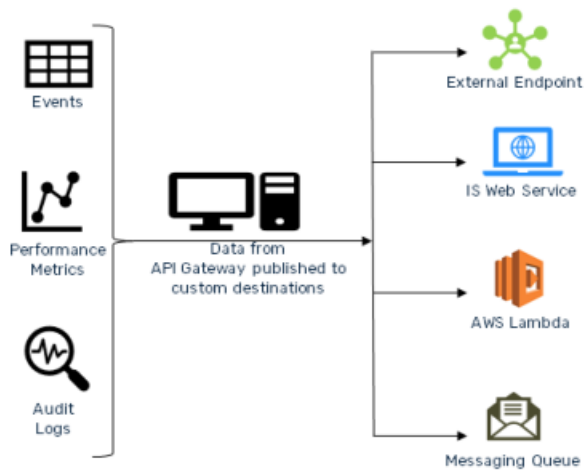 Events
Performance
Metrics
Audit
Logs
Data from
API Gateway published to
custom destinations
External Endpoint
IS Web Service
AWS Lambda
Messaging Queue